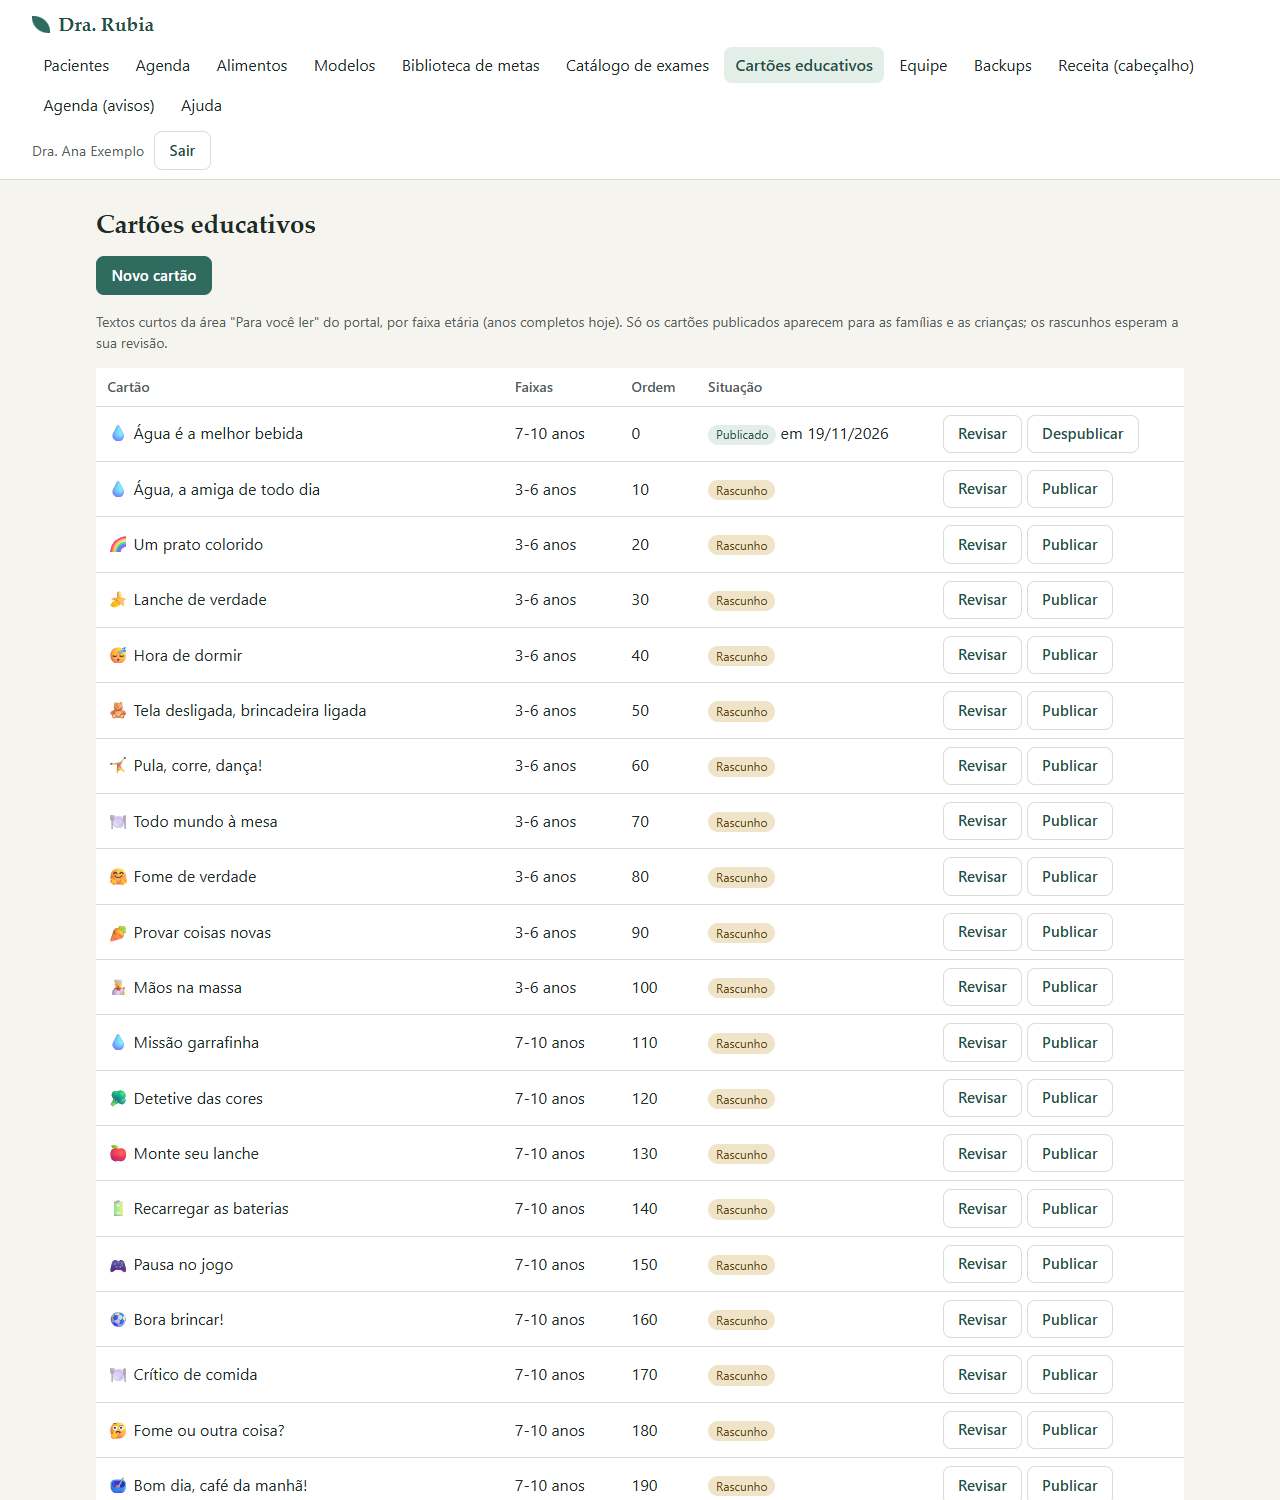 Dra. Rubia
Pacientes Agenda Alimentos Modelos Biblioteca de metas Catálogo de exames Cartões educativos Equipe Backups Receita (cabeçalho)
Agenda (avisos) Ajuda
Dra. Ana Exemplo Sair
Cartões educativos
Novo cartão
Textos curtos da área "Para você ler" do portal, por faixa etária (anos completos hoje). Só os cartões publicados aparecem para as famílias e as crianças; os rascunhos esperam a
sua revisão.
Cartão Faixas Ordem Situação
Água é a melhor bebida 7-10 anos 0 Publicado em 19/11/2026 Revisar Despublicar
Água, a amiga de todo dia 3-6 anos 10 Rascunho Revisar Publicar
Um prato colorido 3-6 anos 20 Rascunho Revisar Publicar
Lanche de verdade 3-6 anos 30 Rascunho Revisar Publicar
Hora de dormir 3-6 anos 40 Rascunho Revisar Publicar
Tela desligada, brincadeira ligada 3-6 anos 50 Rascunho Revisar Publicar
Pula, corre, dança! 3-6 anos 60 Rascunho Revisar Publicar
Todo mundo à mesa 3-6 anos 70 Rascunho Revisar Publicar
Fome de verdade 3-6 anos 80 Rascunho Revisar Publicar
Provar coisas novas 3-6 anos 90 Rascunho Revisar Publicar
Mãos na massa 3-6 anos 100 Rascunho Revisar Publicar
Missão garrafinha 7-10 anos 110 Rascunho Revisar Publicar
Detetive das cores 7-10 anos 120 Rascunho Revisar Publicar
Monte seu lanche 7-10 anos 130 Rascunho Revisar Publicar
Recarregar as baterias 7-10 anos 140 Rascunho Revisar Publicar
Pausa no jogo 7-10 anos 150 Rascunho Revisar Publicar
Bora brincar! 7-10 anos 160 Rascunho Revisar Publicar
Crítico de comida 7-10 anos 170 Rascunho Revisar Publicar
Fome ou outra coisa? 7-10 anos 180 Rascunho Revisar Publicar
Bom dia, café da manhã! 7-10 anos 190 Rascunho Revisar Publicar